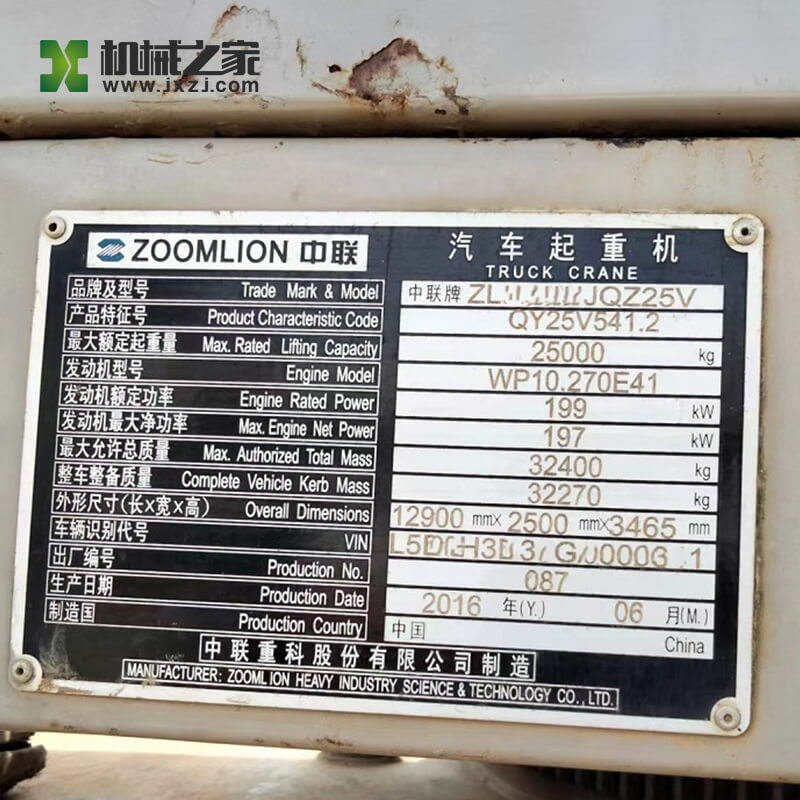 机械之家
www.jxzj.com
ZOOMLION 中联
汽车起重机
TRUCK CRANE
品牌及型号 Trade Mark & Model 中联牌 JQZ25V
产品特征号 Product Characteristic Code QY25V541.2
最大额定起重量 Max. Rated Lifting Capacity 25000 kg
发动机型号 Engine Model WP10.270E41
发动机额定功率 Engine Rated Power 199 kW
发动机最大净功率 Max. Engine Net Power 197 kW
最大允许总质量 Max. Authorized Total Mass 32400 kg
整车整备质量 Complete Vehicle Kerb Mass 32270 kg
外形尺寸(长×宽×高) Overall Dimensions 12900 mm× 2500 mm× 3465 mm
车辆识别代号 VIN
出厂编号 Production No. 087
生产日期 Production Date 2016 年(Y.) 06 月(M.)
制造国 Production Country 中国 China
中联重科股份有限公司制造
MANUFACTURER: ZOOMLION HEAVY INDUSTRY SCIENCE & TECHNOLOGY CO., LTD.